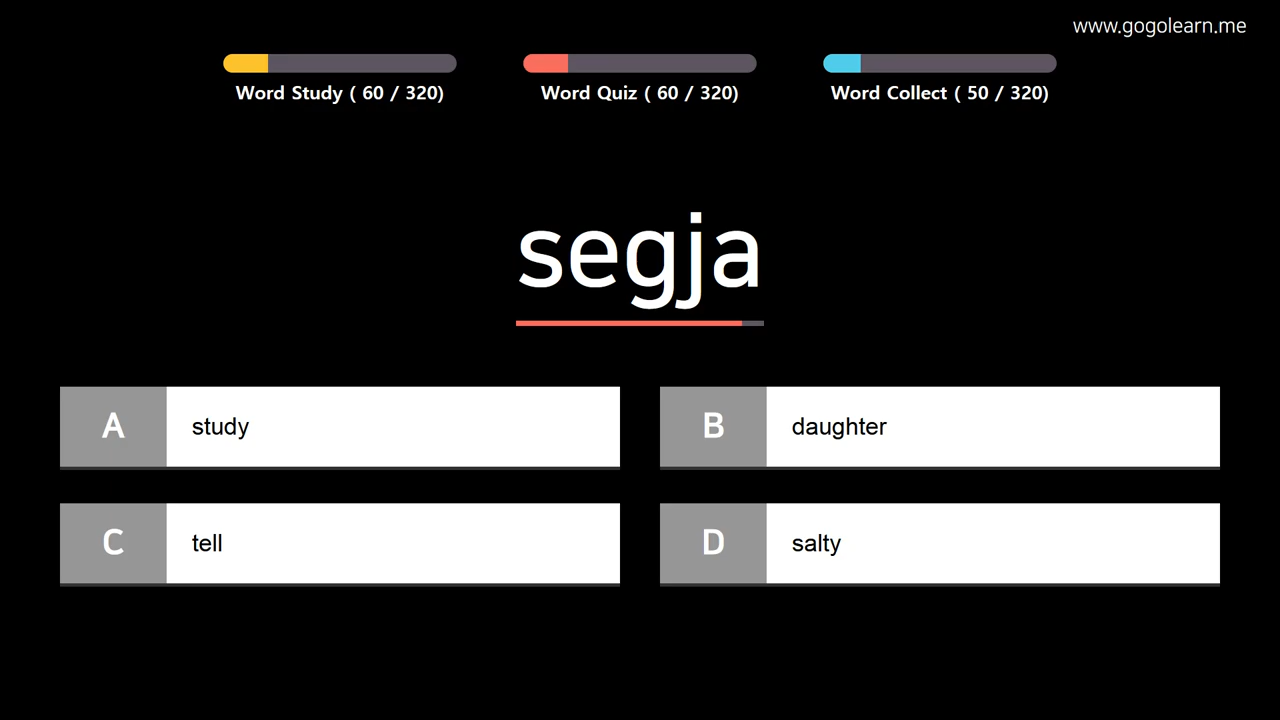 www.gogolearn.me
Word Study ( 60 / 320)
Word Quiz ( 60 / 320)
Word Collect ( 50 / 320)
segja
A study
B daughter
C tell
D salty